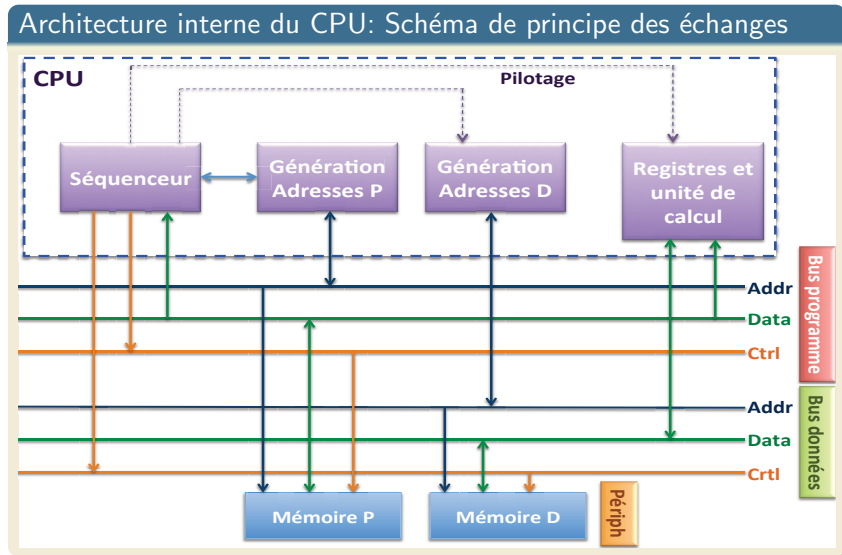 Architecture interne du CPU: Schéma de principe des échanges
CPU
Pilotage
Séquenceur
Génération
Adresses P
Génération
Adresses D
Registres et
unité de
calcul
Addr
Data
Ctrl
Bus programme
Addr
Data
Crtl
Bus données
Mémoire P
Mémoire D
Périph